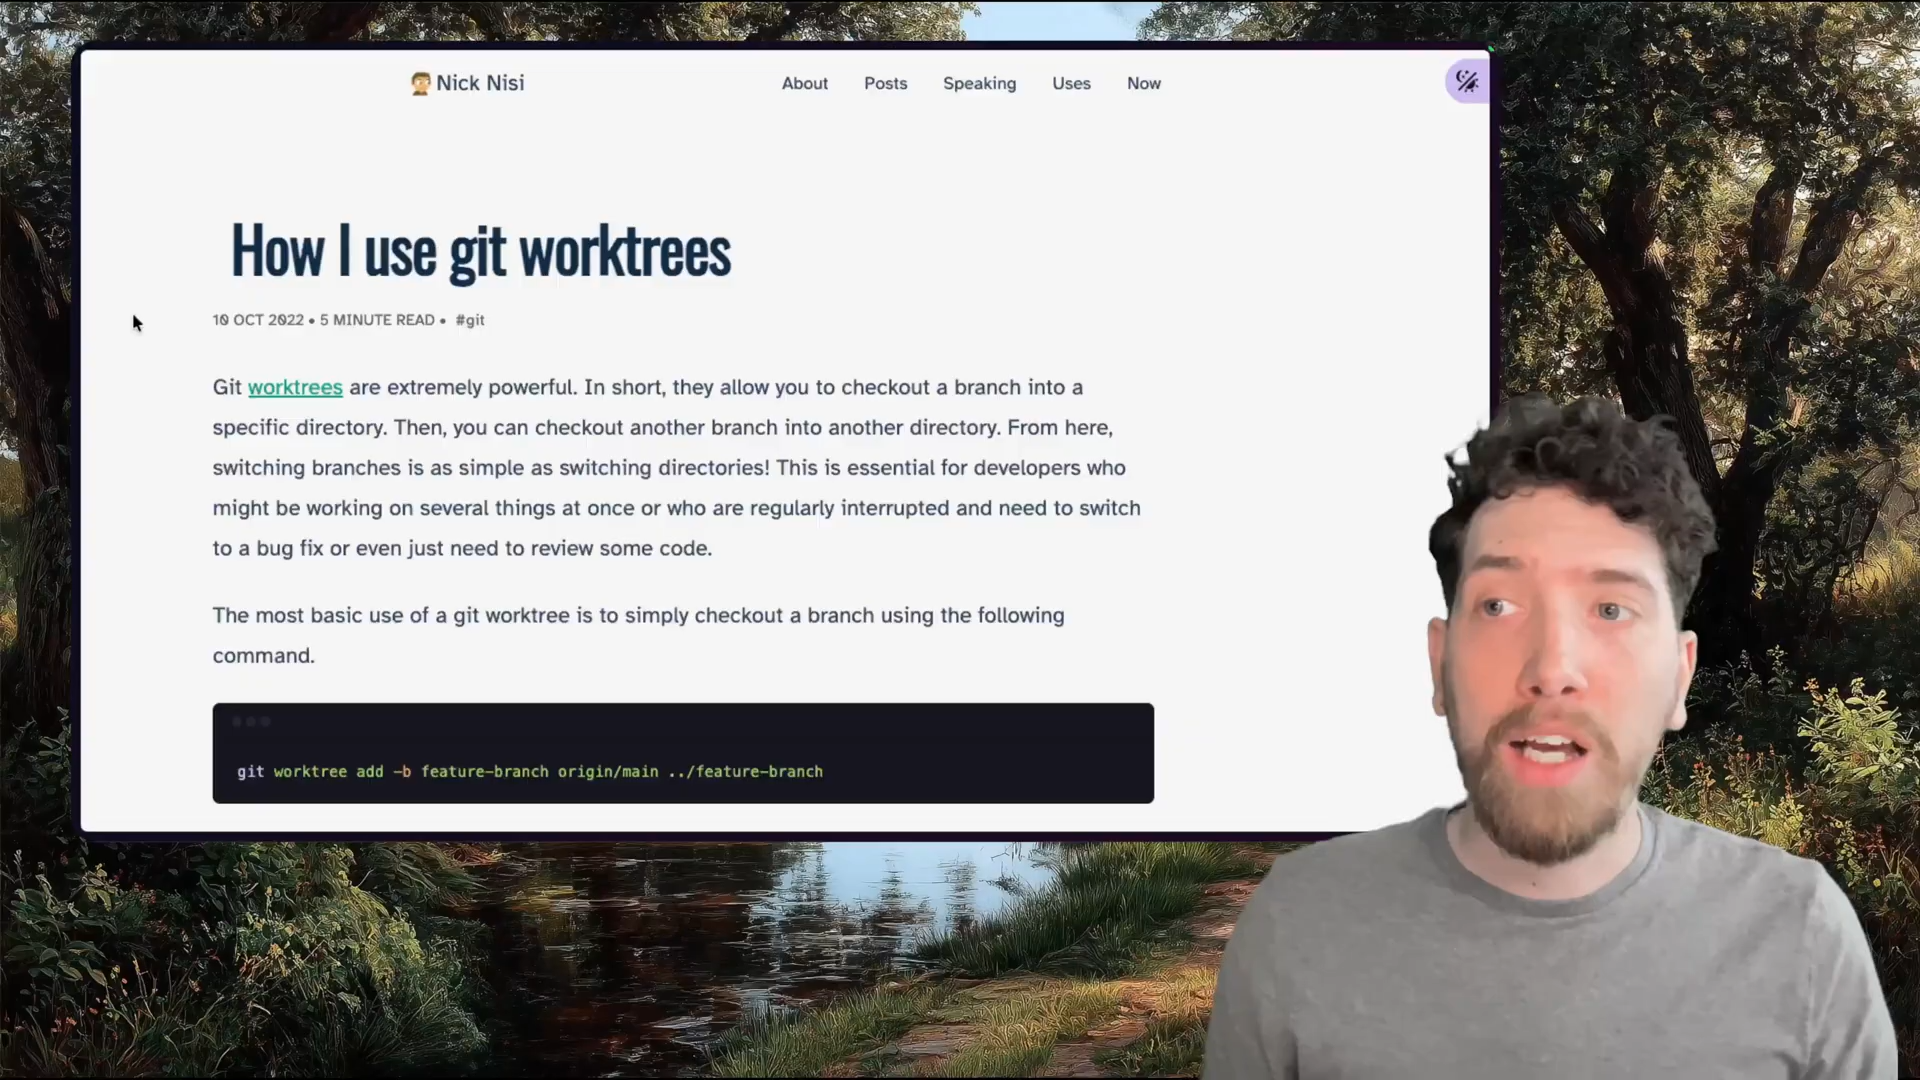 Nick Nisi
About Posts Speaking Uses Now
How I use git worktrees
10 OCT 2022 • 5 MINUTE READ • #git
Git worktrees are extremely powerful. In short, they allow you to checkout a branch into a
specific directory. Then, you can checkout another branch into another directory. From here,
switching branches is as simple as switching directories! This is essential for developers who
might be working on several things at once or who are regularly interrupted and need to switch
to a bug fix or even just need to review some code.
The most basic use of a git worktree is to simply checkout a branch using the following
command.
git worktree add -b feature-branch origin/main ../feature-branch